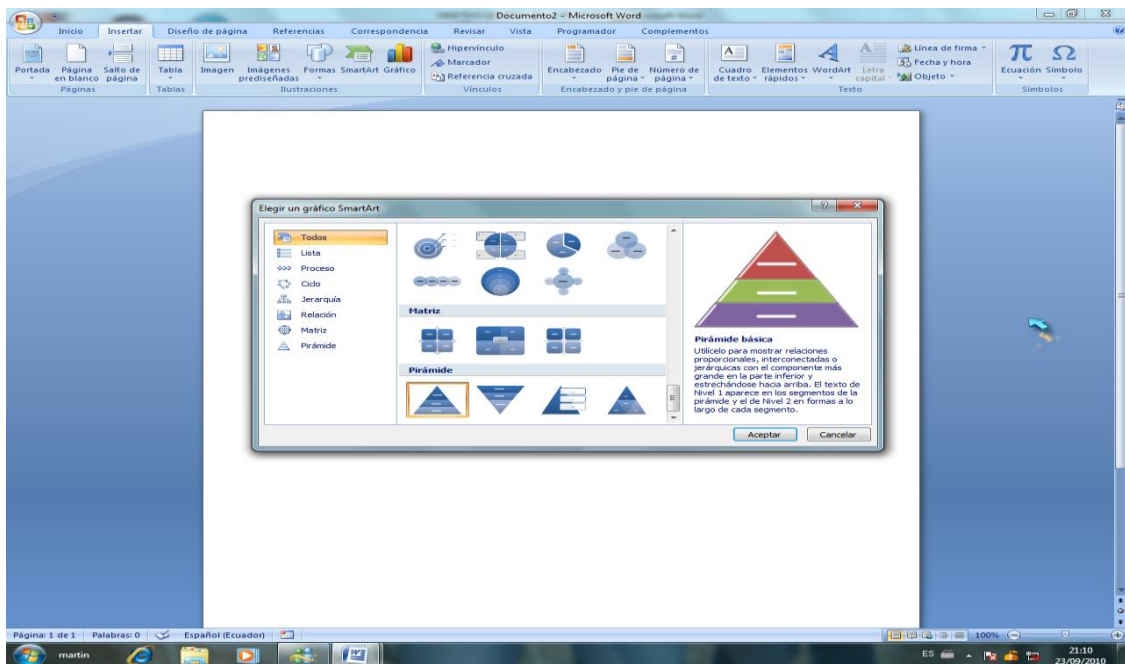 Documento2 - Microsoft Word
Inicio Insertar Diseño de página Referencias Correspondencia Revisar Vista Programador Complementos
Portada
Página en blanco
Salto de página
Páginas
Tabla
Tablas
Imagen
Imágenes prediseñadas
Formas
SmartArt
Gráfico
Ilustraciones
Hipervínculo
Marcador
Referencia cruzada
Vínculos
Encabezado
Pie de página
Número de página
Encabezado y pie de página
Cuadro de texto
Elementos rápidos
WordArt
Letra capital
Línea de firma
Fecha y hora
Objeto
Texto
Ecuación
Símbolo
Símbolos
Elegir un gráfico SmartArt
Todos
Lista
Proceso
Ciclo
Jerarquía
Relación
Matriz
Pirámide
Matriz
Pirámide
Pirámide básica
Utilícelo para mostrar relaciones
proporcionales, interconectadas o
jerárquicas con el componente más
grande en la parte inferior y
estrechándose hacia arriba. El texto de
Nivel 1 aparece en los segmentos de la
pirámide y el de Nivel 2 en formas a lo
largo de cada segmento.
Aceptar Cancelar
Página: 1 de 1 Palabras: 0 Español (Ecuador) 100%
martin ES 21:10
23/09/2010